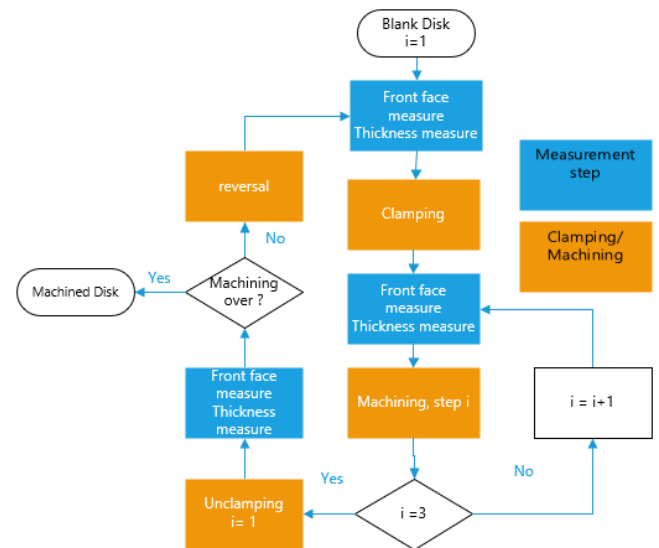 Blank Disk
i=1
Front face
measure
Thickness measure
Measurement
step
reversal
Clamping
Clamping/
Machining
No
Machined Disk
Yes
Machining
over ?
Front face
measure
Thickness measure
Front face
measure
Thickness
measure
Machining, step i
i = i+1
Yes
No
Unclamping
i= 1
i =3